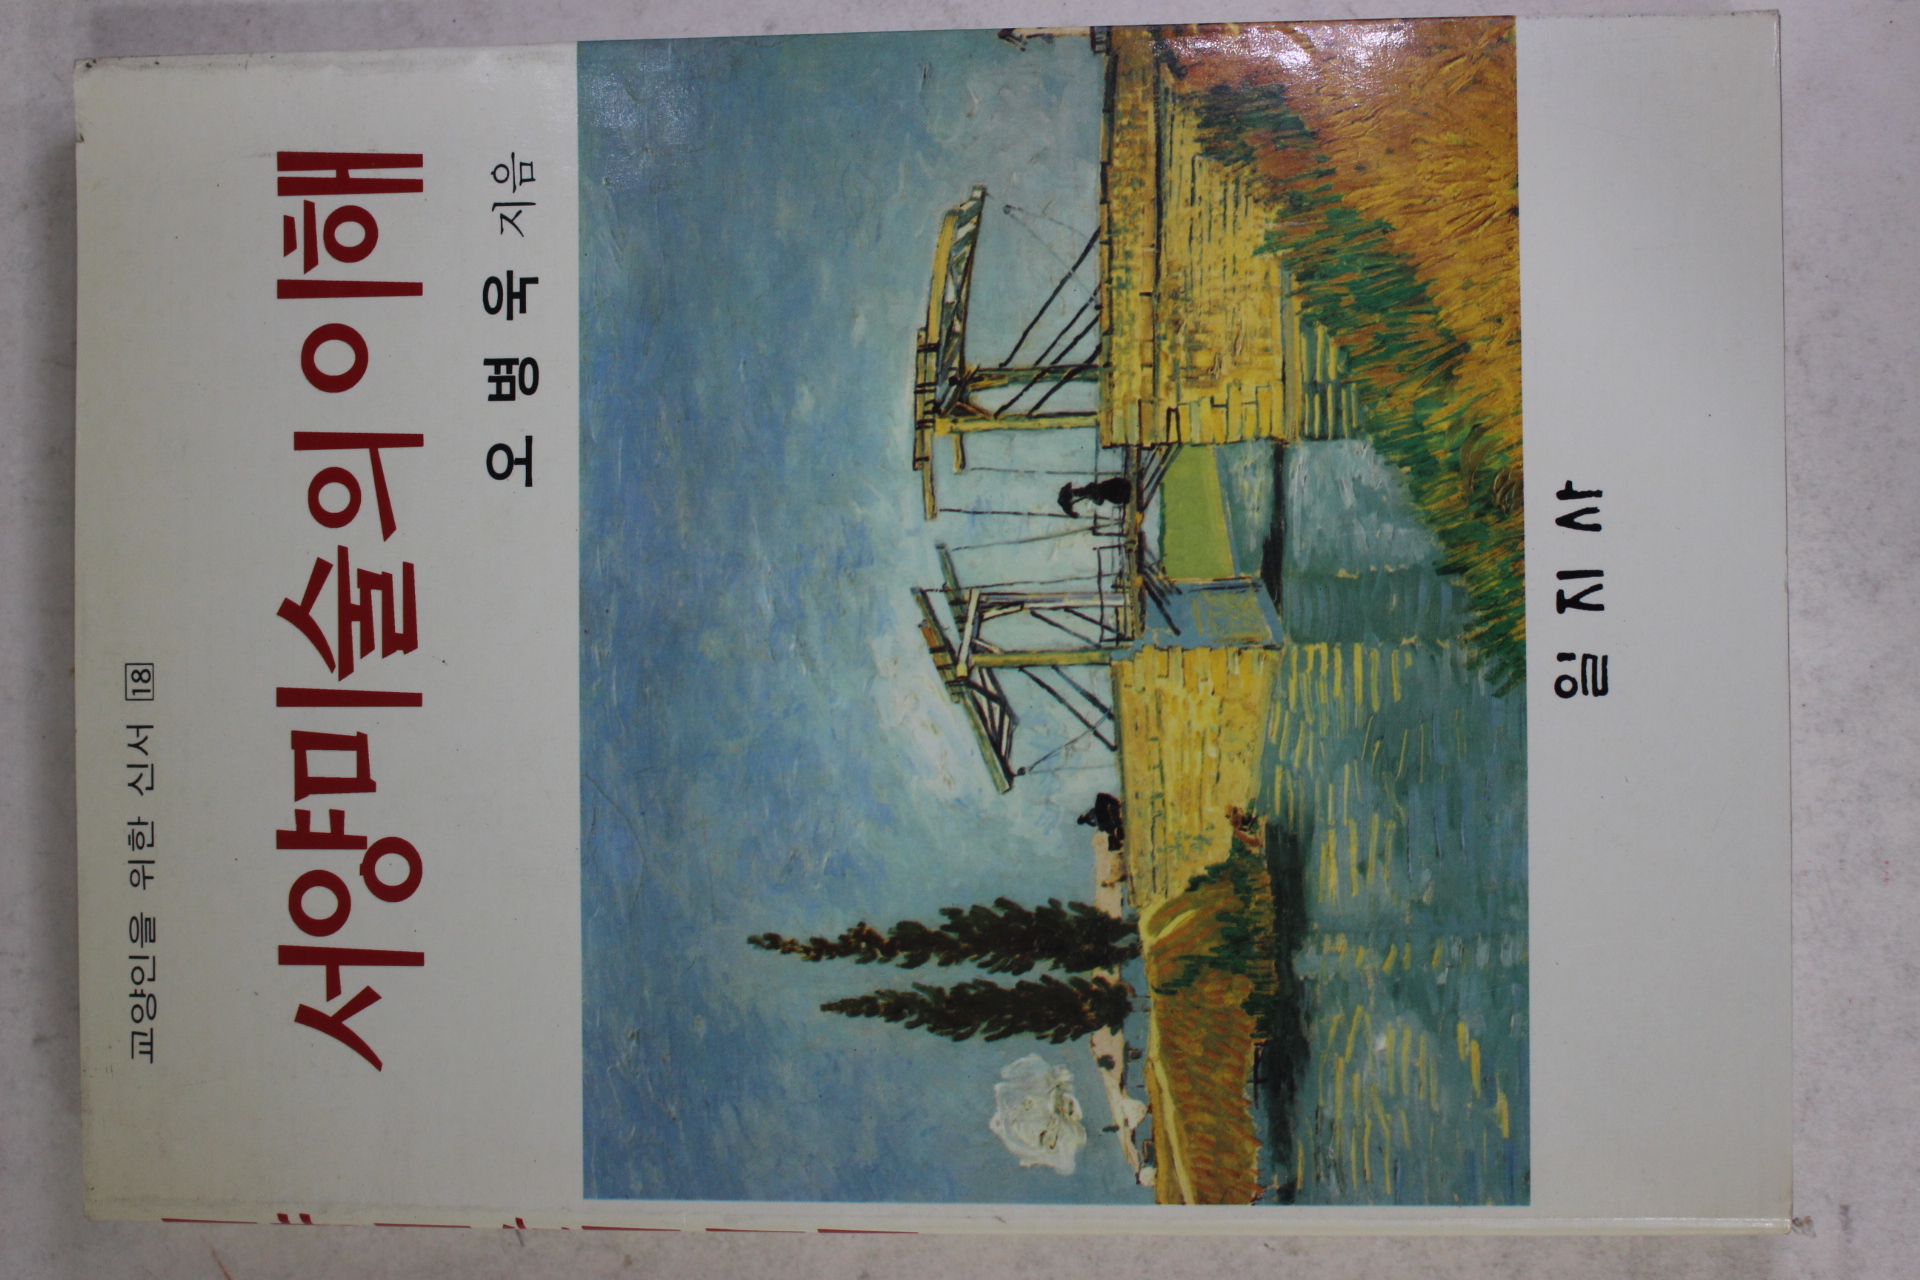 교양인을 위한 신서 18
서양미술의 이해
오병욱 지음
일지사